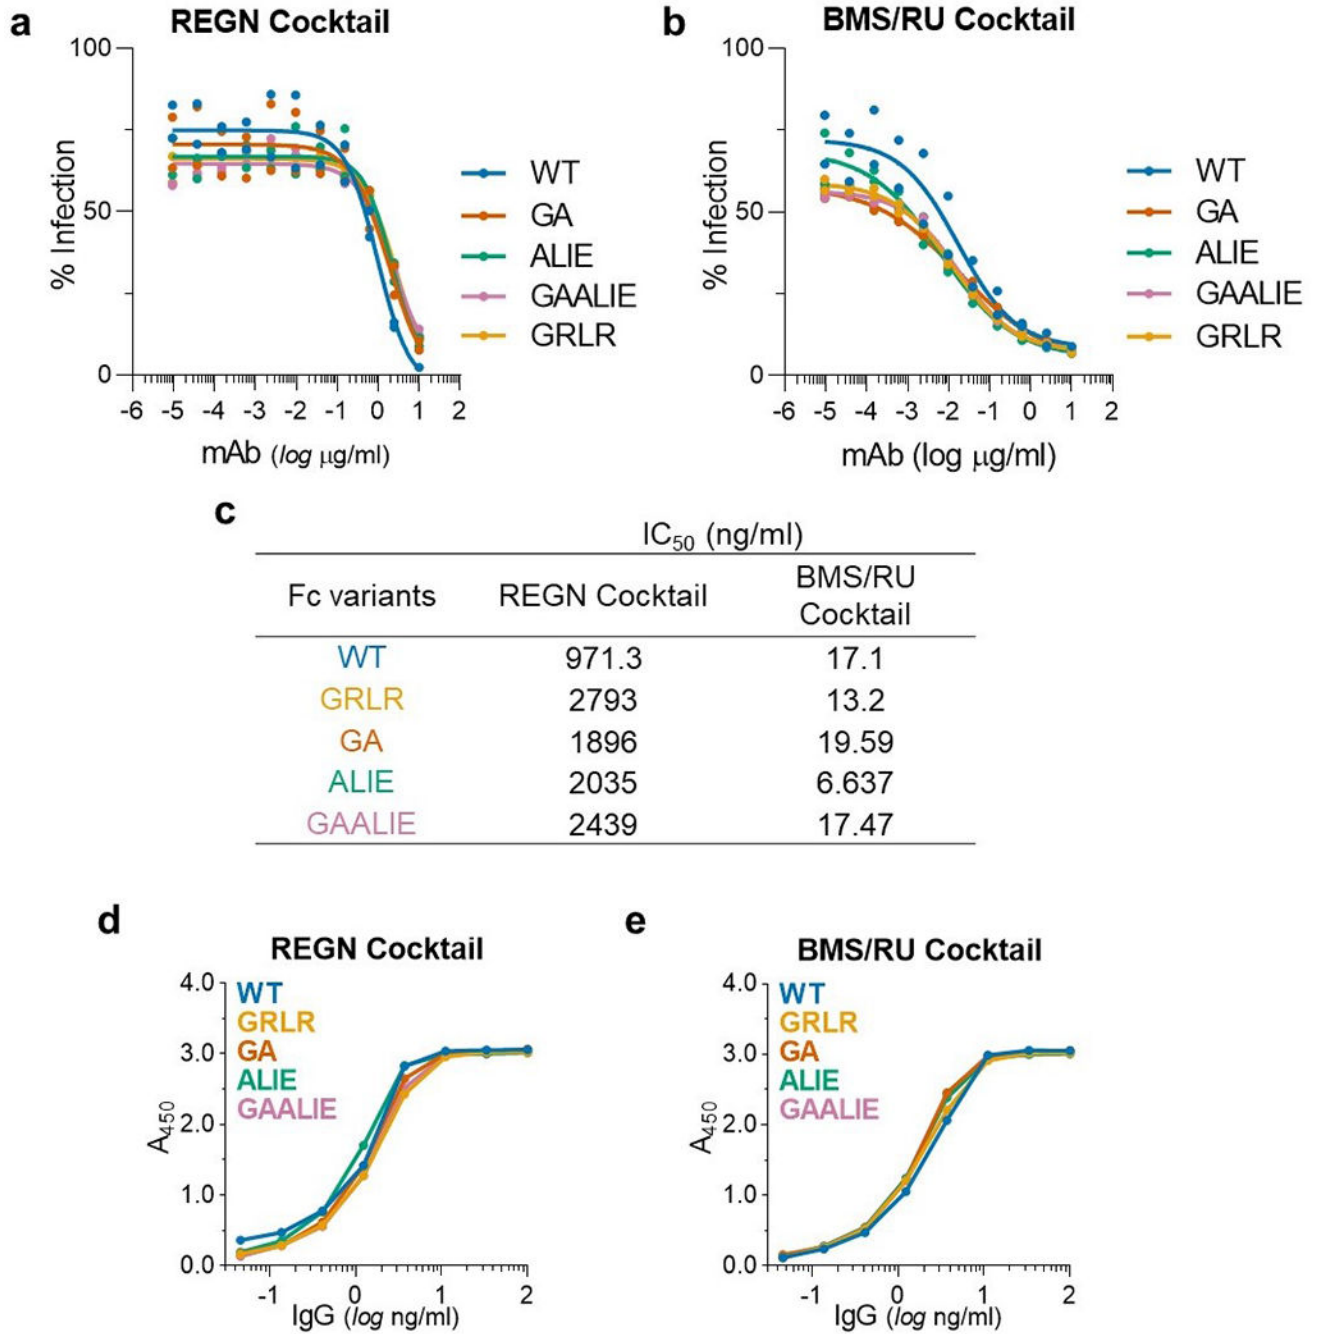 a
REGN Cocktail
100
50
0
% Infection
-6 -5 -4 -3 -2 -1 0 1 2
mAb (log µg/ml)
WT
GA
ALIE
GAALIE
GRLR
b
BMS/RU Cocktail
100
50
0
% Infection
-6 -5 -4 -3 -2 -1 0 1 2
mAb (log µg/ml)
WT
GA
ALIE
GAALIE
GRLR
c
IC50 (ng/ml)
Fc variants REGN Cocktail BMS/RU Cocktail
WT 971.3 17.1
GRLR 2793 13.2
GA 1896 19.59
ALIE 2035 6.637
GAALIE 2439 17.47
d
REGN Cocktail
4.0
3.0
2.0
1.0
0.0
A450
WT
GRLR
GA
ALIE
GAALIE
-1 0 1 2
IgG (log ng/ml)
e
BMS/RU Cocktail
4.0
3.0
2.0
1.0
0.0
A450
WT
GRLR
GA
ALIE
GAALIE
-1 0 1 2
IgG (log ng/ml)